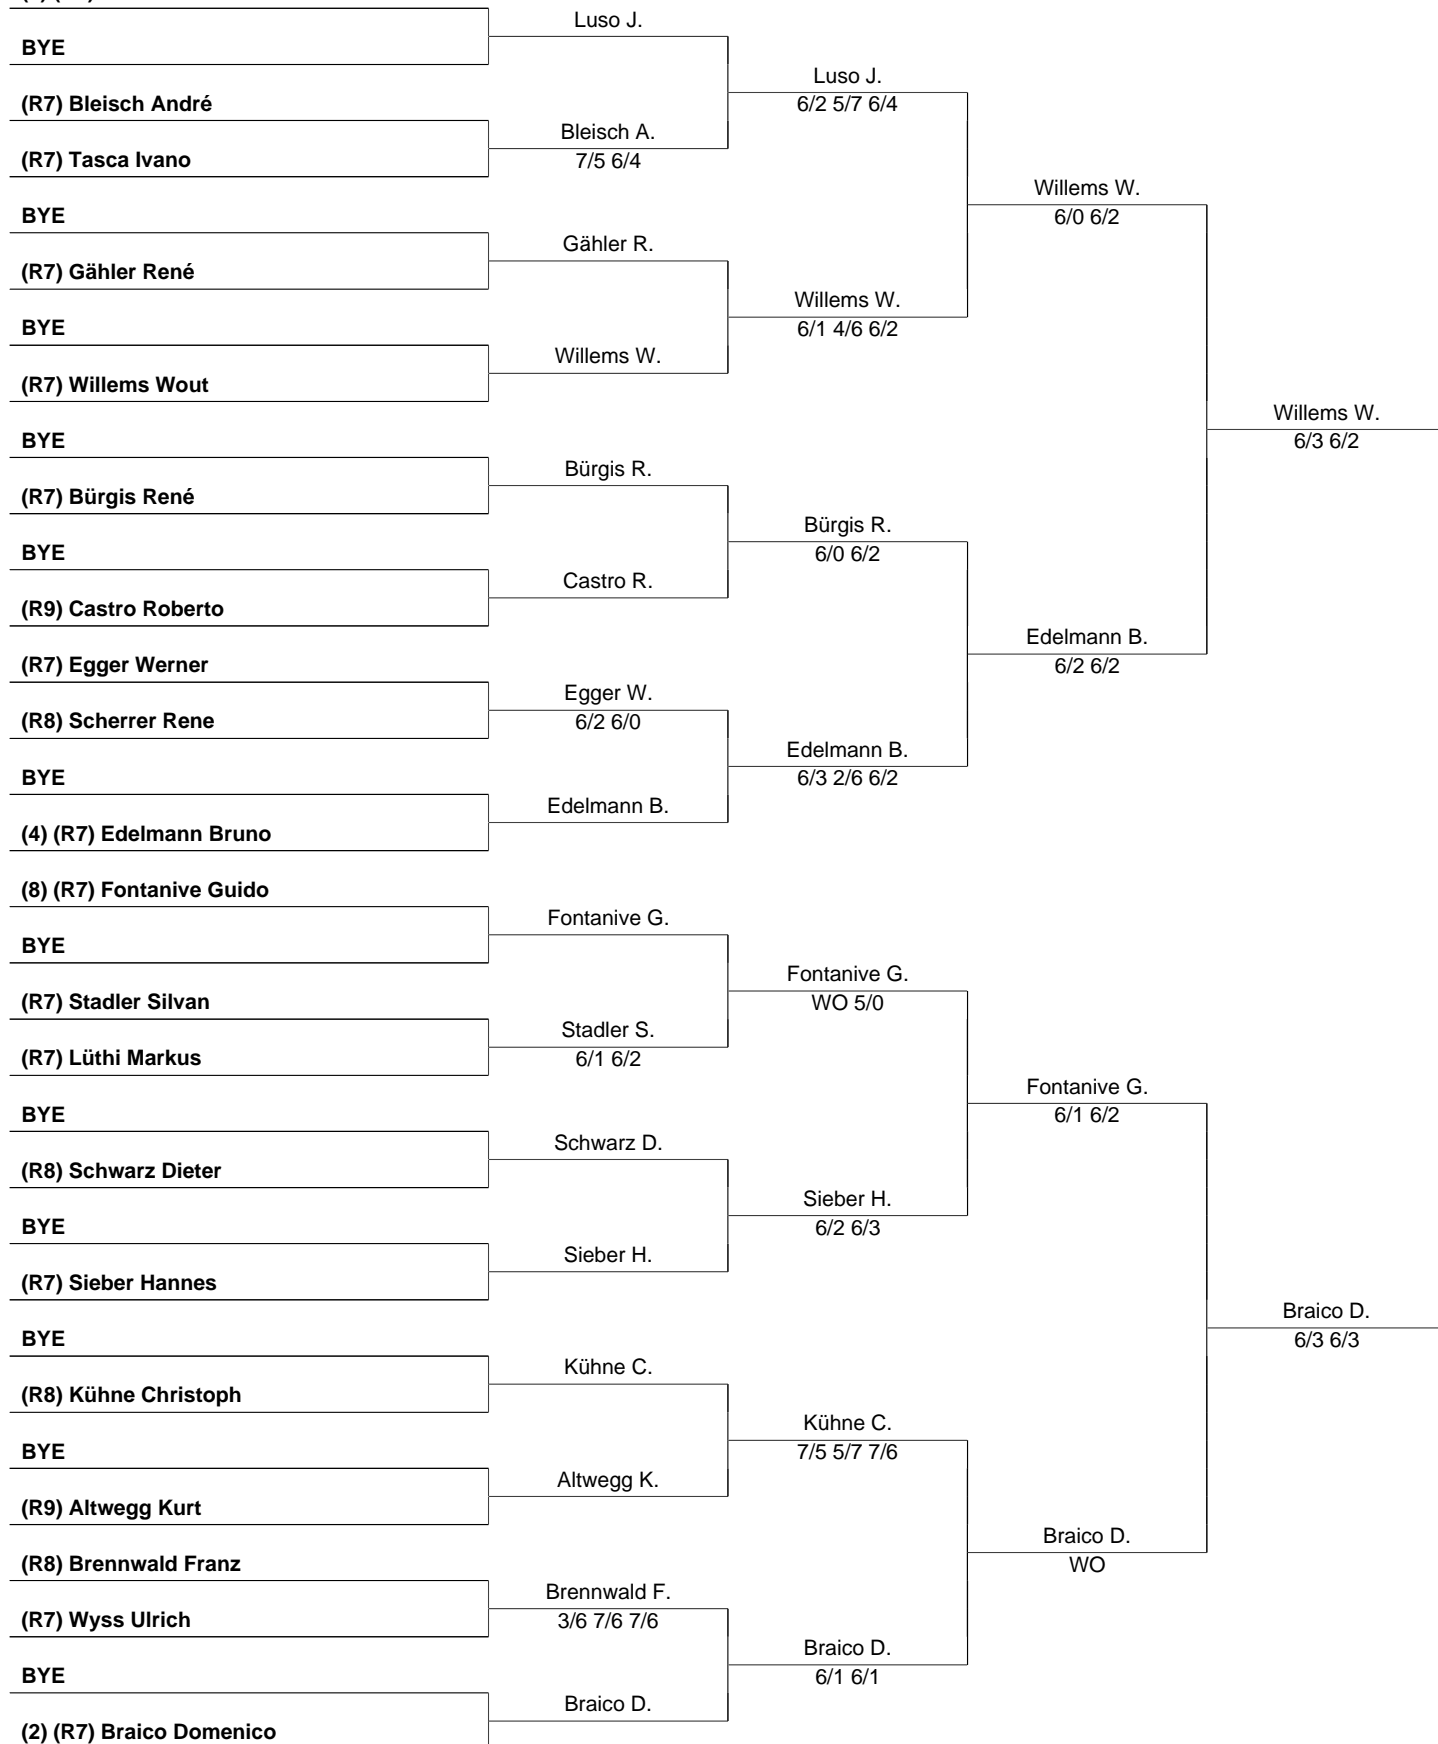 BYE
(R7) Bleisch André
(R7) Tasca Ivano
BYE
(R7) Gähler René
BYE
(R7) Willems Wout
BYE
(R7) Bürgis René
BYE
(R9) Castro Roberto
(R7) Egger Werner
(R8) Scherrer Rene
BYE
(4) (R7) Edelmann Bruno
(8) (R7) Fontanive Guido
BYE
(R7) Stadler Silvan
(R7) Lüthi Markus
BYE
(R8) Schwarz Dieter
BYE
(R7) Sieber Hannes
BYE
(R8) Kühne Christoph
BYE
(R9) Altwegg Kurt
(R8) Brennwald Franz
(R7) Wyss Ulrich
BYE
(2) (R7) Braico Domenico
Luso J.
Bleisch A.
7/5 6/4
Gähler R.
Willems W.
Bürgis R.
Castro R.
Egger W.
6/2 6/0
Edelmann B.
Fontanive G.
Stadler S.
6/1 6/2
Schwarz D.
Sieber H.
Kühne C.
Altwegg K.
Brennwald F.
3/6 7/6 7/6
Braico D.
Luso J.
6/2 5/7 6/4
Willems W.
6/1 4/6 6/2
Bürgis R.
6/0 6/2
Edelmann B.
6/3 2/6 6/2
Fontanive G.
WO 5/0
Sieber H.
6/2 6/3
Kühne C.
7/5 5/7 7/6
Braico D.
6/1 6/1
Willems W.
6/0 6/2
Edelmann B.
6/2 6/2
Fontanive G.
6/1 6/2
Braico D.
WO
Willems W.
6/3 6/2
Braico D.
6/3 6/3